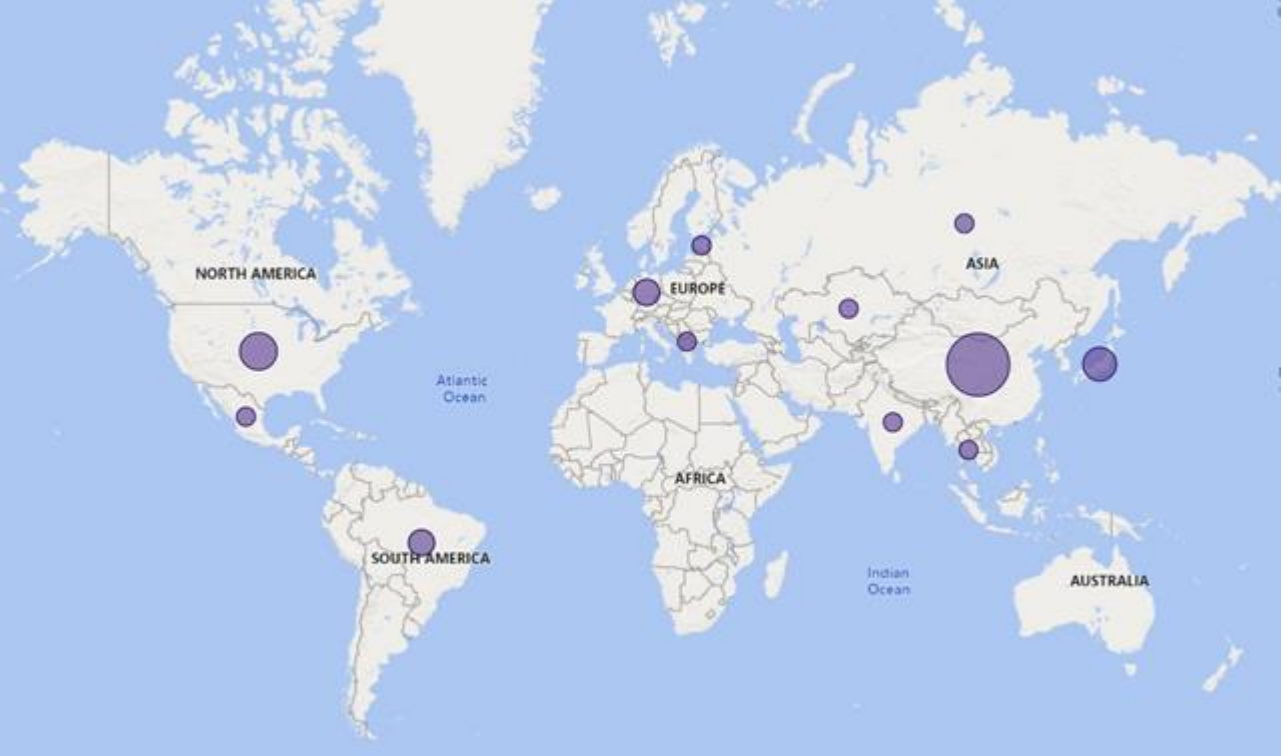 NORTH AMERICA
ASIA
EUROPE
Atlantic
Ocean
AFRICA
SOUTH AMERICA
Indian
Ocean
AUSTRALIA